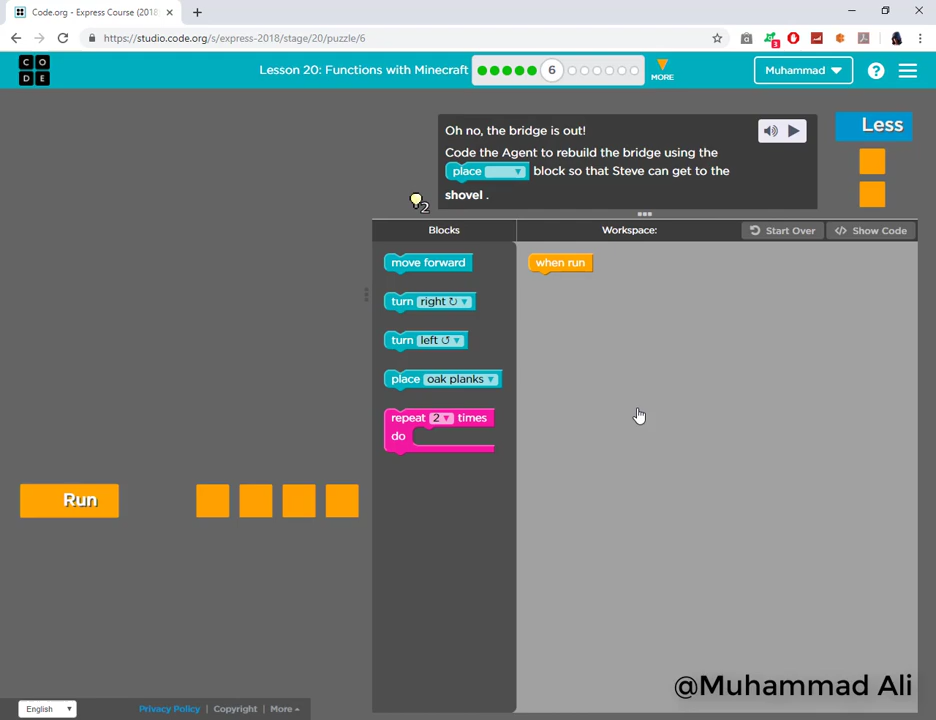 Code.org - Express Course (2018
https://studio.code.org/s/express-2018/stage/20/puzzle/6
3
C O
D E
Lesson 20: Functions with Minecraft
6
MORE
Muhammad
?
Oh no, the bridge is out!
Code the Agent to rebuild the bridge using the
place block so that Steve can get to the
shovel .
Less
2
Blocks
Workspace:
Start Over
</> Show Code
move forward
when run
turn right ↻
turn left ↺
place oak planks
repeat 2 times
do
Run
@Muhammad Ali
English
Privacy Policy | Copyright | More